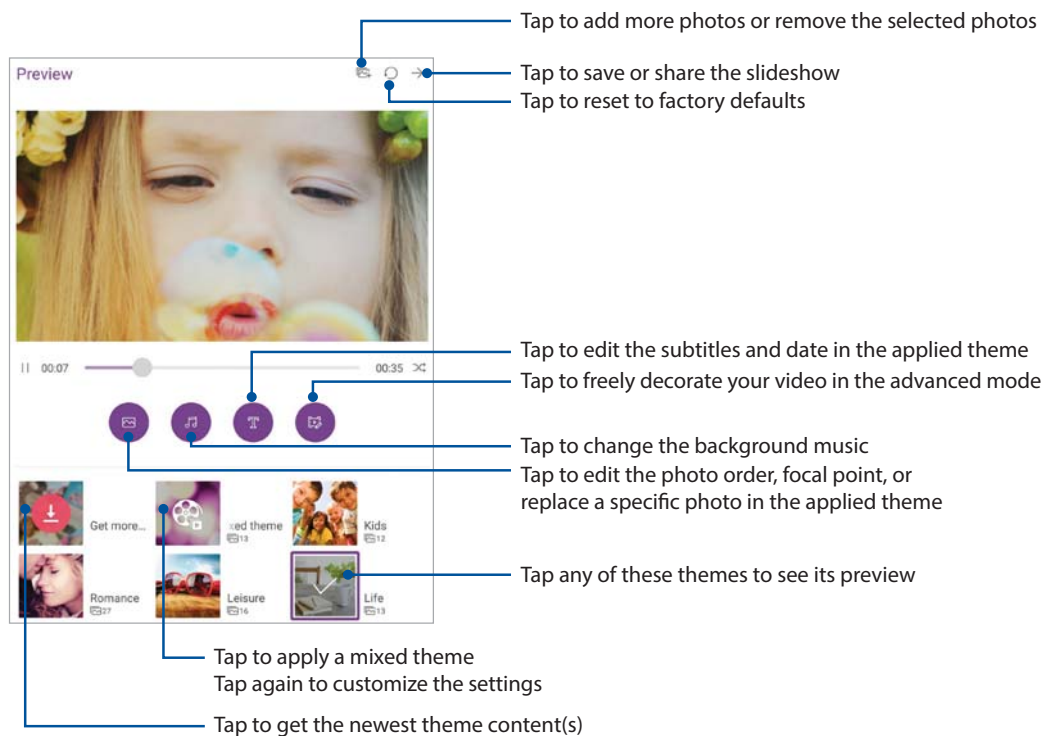 Tap to add more photos or remove the selected photos
Preview
Tap to save or share the slideshow
Tap to reset to factory defaults
00:07
00:35
Tap to edit the subtitles and date in the applied theme
Tap to freely decorate your video in the advanced mode
T
Tap to change the background music
Tap to edit the photo order, focal point, or
replace a specific photo in the applied theme
Get more...
xed theme
13
Kids
12
Romance
27
Leisure
16
Life
13
Tap any of these themes to see its preview
Tap to apply a mixed theme
Tap again to customize the settings
Tap to get the newest theme content(s)